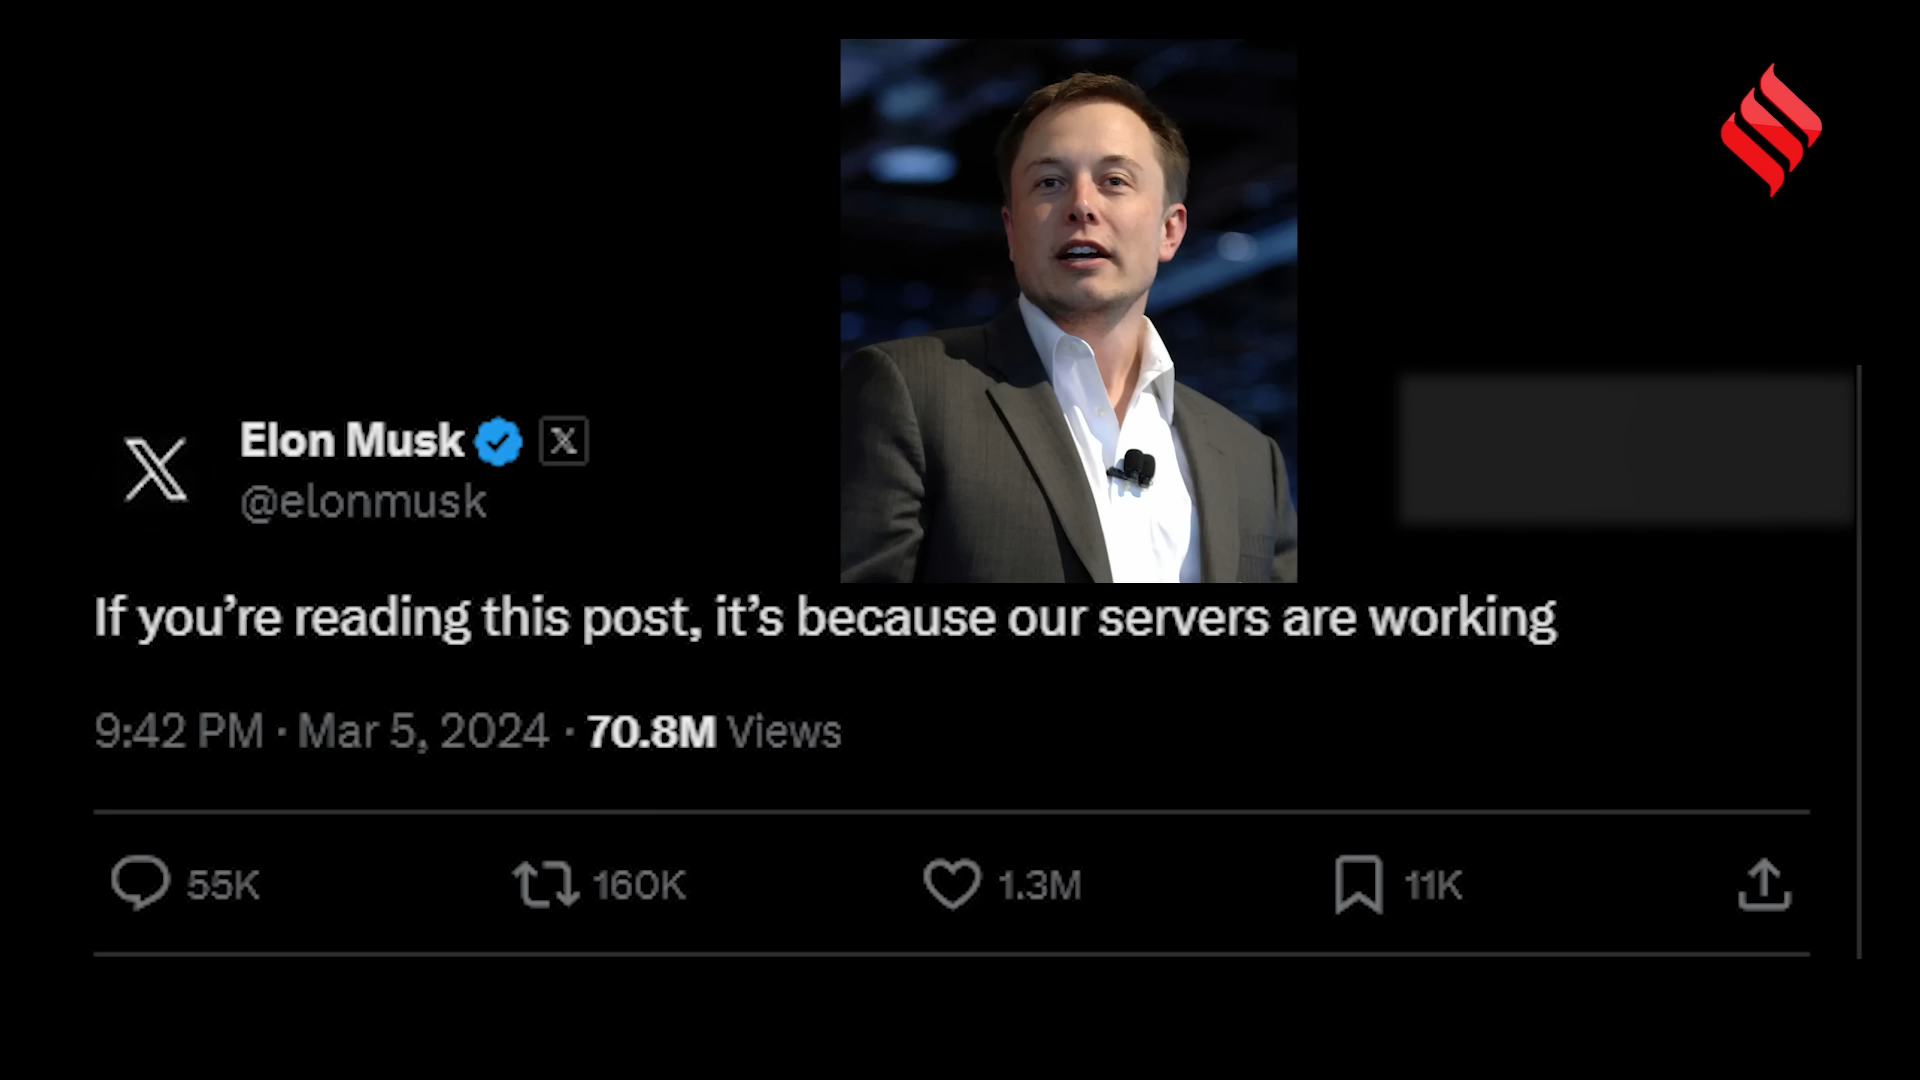 Elon Musk
@elonmusk
If you’re reading this post, it’s because our servers are working
9:42 PM · Mar 5, 2024 · 70.8M Views
55K 160K 1.3M 11K